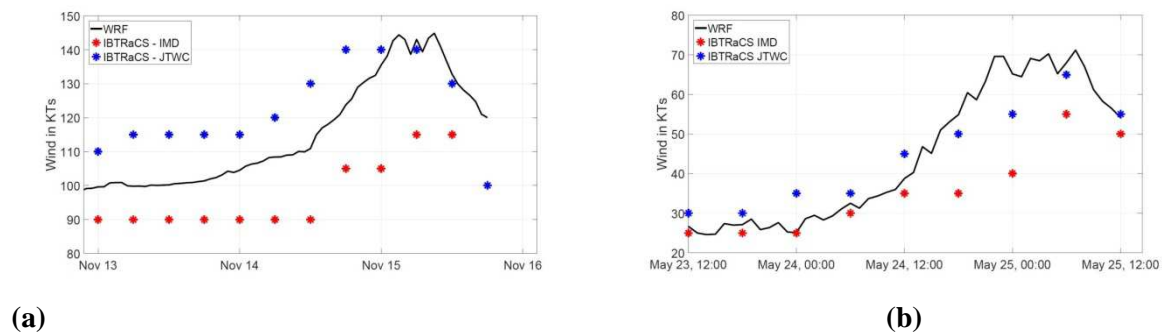 150
140
130
120
110
100
90
80
Wind in KTs
WRF
IBTRaCS - IMD
IBTRaCS - JTWC
Nov 13 Nov 14 Nov 15 Nov 16
(a)
80
70
60
50
40
30
20
Wind in KTs
WRF
IBTRaCS IMD
IBTRaCS JTWC
May 23, 12:00 May 24, 00:00 May 24, 12:00 May 25, 00:00 May 25, 12:00
(b)